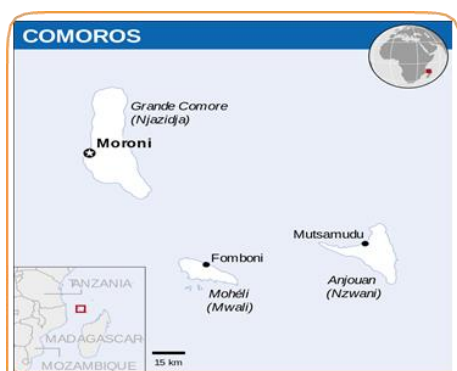 COMOROS
Grande Comore
(Njazidja)
Moroni
Mutsamudu
Fomboni
Anjouan
(Nzwani)
Mohéli
(Mwali)
TANZANIA
MADAGASCAR
MOZAMBIQUE
15 km